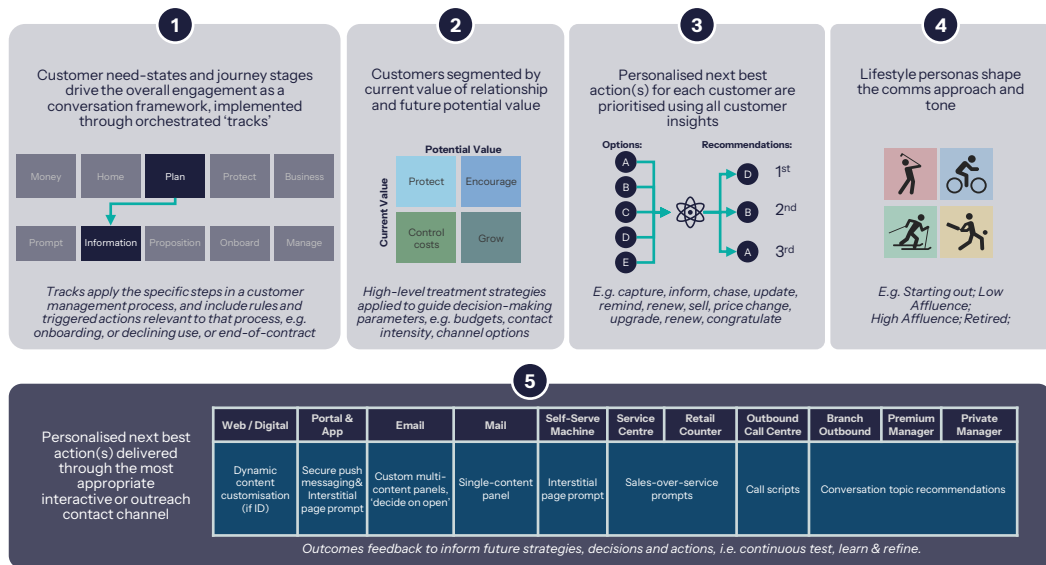 1
Customer need-states and journey stages
drive the overall engagement as a
conversation framework, implemented
through orchestrated ‘tracks’
Money
Home
Plan
Protect
Business
Prompt
Information
Proposition
Onboard
Manage
Tracks apply the specific steps in a customer
management process, and include rules and
triggered actions relevant to that process, e.g.
onboarding, or declining use, or end-of-contract
2
Customers segmented by
current value of relationship
and future potential value
Potential Value
Current Value
Protect
Encourage
Control
costs
Grow
High-level treatment strategies
applied to guide decision-making
parameters, e.g. budgets, contact
intensity, channel options
3
Personalised next best
action(s) for each customer are
prioritised using all customer
insights
Options:
Recommendations:
A
B
C
D
E
D 1st
B 2nd
A 3rd
E.g. capture, inform, chase, update,
remind, renew, sell, price change,
upgrade, renew, congratulate
4
Lifestyle personas shape
the comms approach and
tone
E.g. Starting out; Low
Affluence;
High Affluence; Retired;
5
Personalised next best
action(s) delivered
through the most
appropriate
interactive or outreach
contact channel
Web / Digital
Portal &
App
Email
Mail
Self-Serve
Machine
Service
Centre
Retail
Counter
Outbound
Call Centre
Branch
Outbound
Premium
Manager
Private
Manager
Dynamic
content
customisation
(if ID)
Secure push
messaging&
Interstitial
page prompt
Custom multi-
content panels,
‘decide on open’
Single-content
panel
Interstitial
page prompt
Sales-over-service
prompts
Call scripts
Conversation topic recommendations
Outcomes feedback to inform future strategies, decisions and actions, i.e. continuous test, learn & refine.